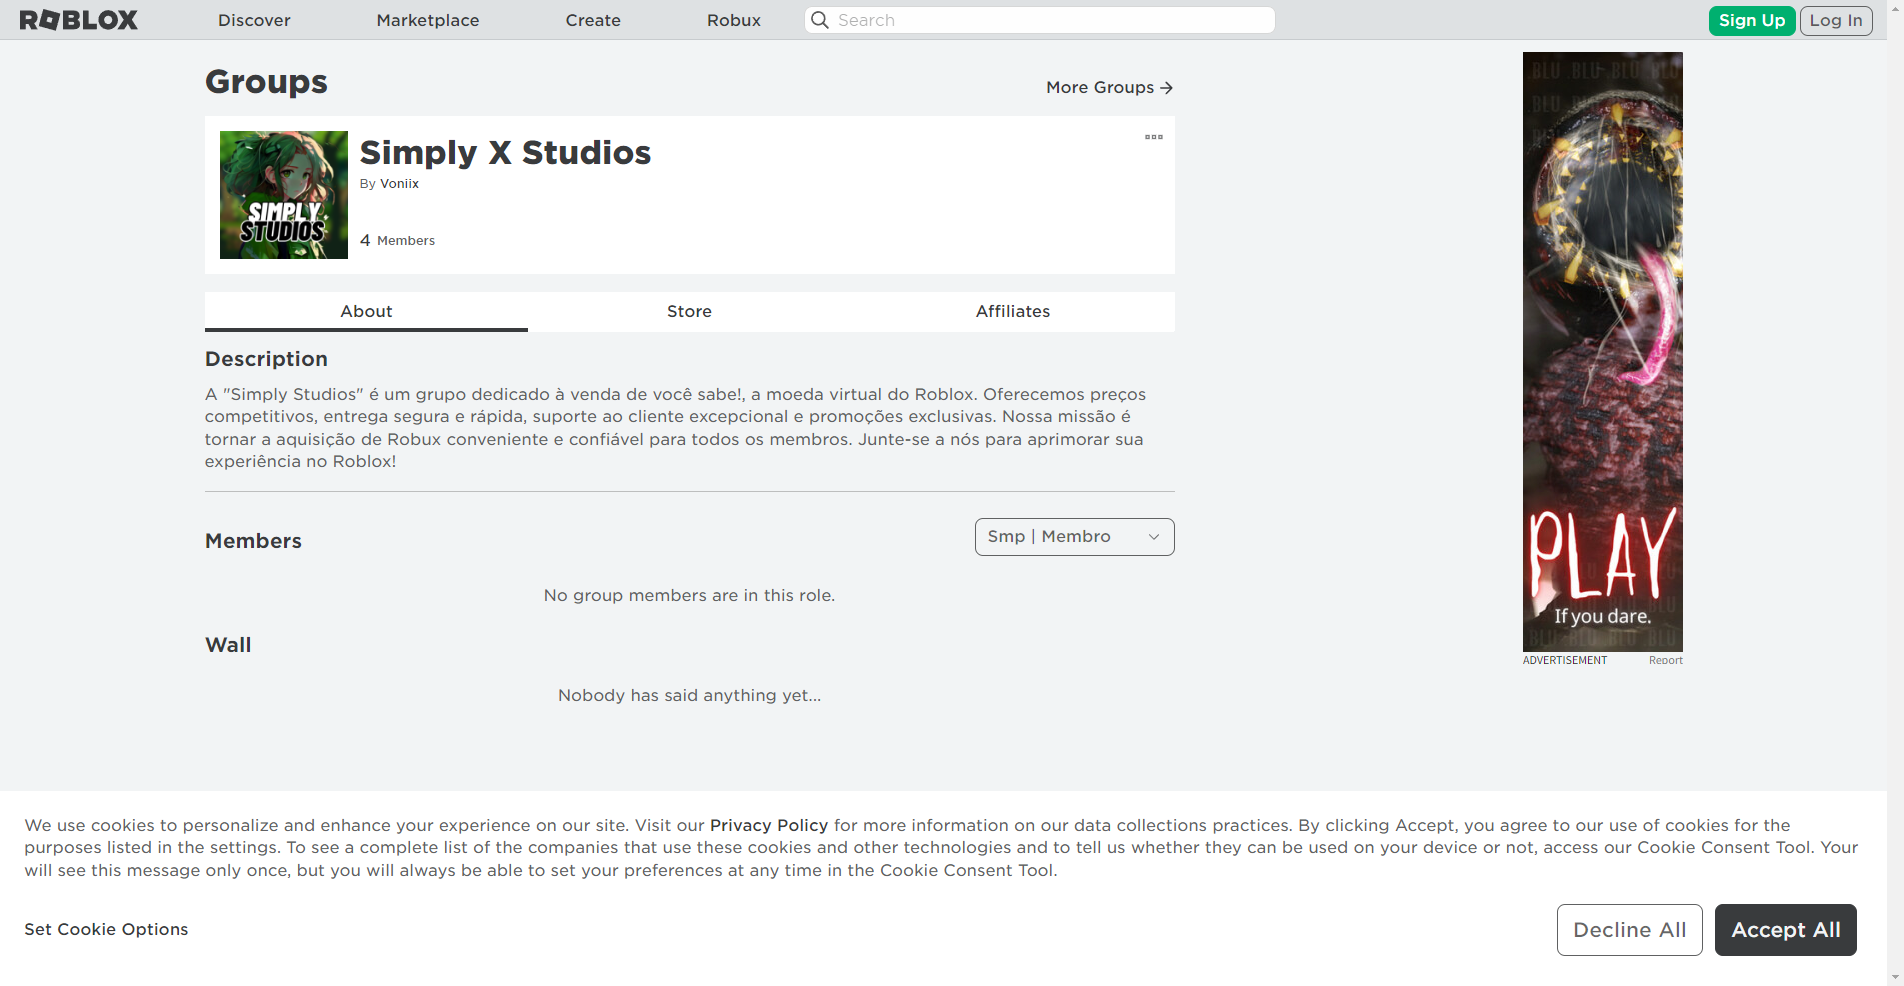 ROBLOX Discover Marketplace Create Robux Search Sign Up Log In
Groups
More Groups
Simply X Studios
By Voniix
SIMPLY
STUDIOS
4 Members
About Store Affiliates
Description
A "Simply Studios" é um grupo dedicado à venda de você sabe!, a moeda virtual do Roblox. Oferecemos preços
competitivos, entrega segura e rápida, suporte ao cliente excepcional e promoções exclusivas. Nossa missão é
tornar a aquisição de Robux conveniente e confiável para todos os membros. Junte-se a nós para aprimorar sua
experiência no Roblox!
Members
Smp | Membro
No group members are in this role.
Wall
Nobody has said anything yet...
.BLU .BLU .BLU .BLU
PLAY
If you dare.
BLU .BLU .BLU .BLU
ADVERTISEMENT Report
We use cookies to personalize and enhance your experience on our site. Visit our Privacy Policy for more information on our data collections practices. By clicking Accept, you agree to our use of cookies for the
purposes listed in the settings. To see a complete list of the companies that use these cookies and other technologies and to tell us whether they can be used on your device or not, access our Cookie Consent Tool. Your
will see this message only once, but you will always be able to set your preferences at any time in the Cookie Consent Tool.
Set Cookie Options
Decline All
Accept All